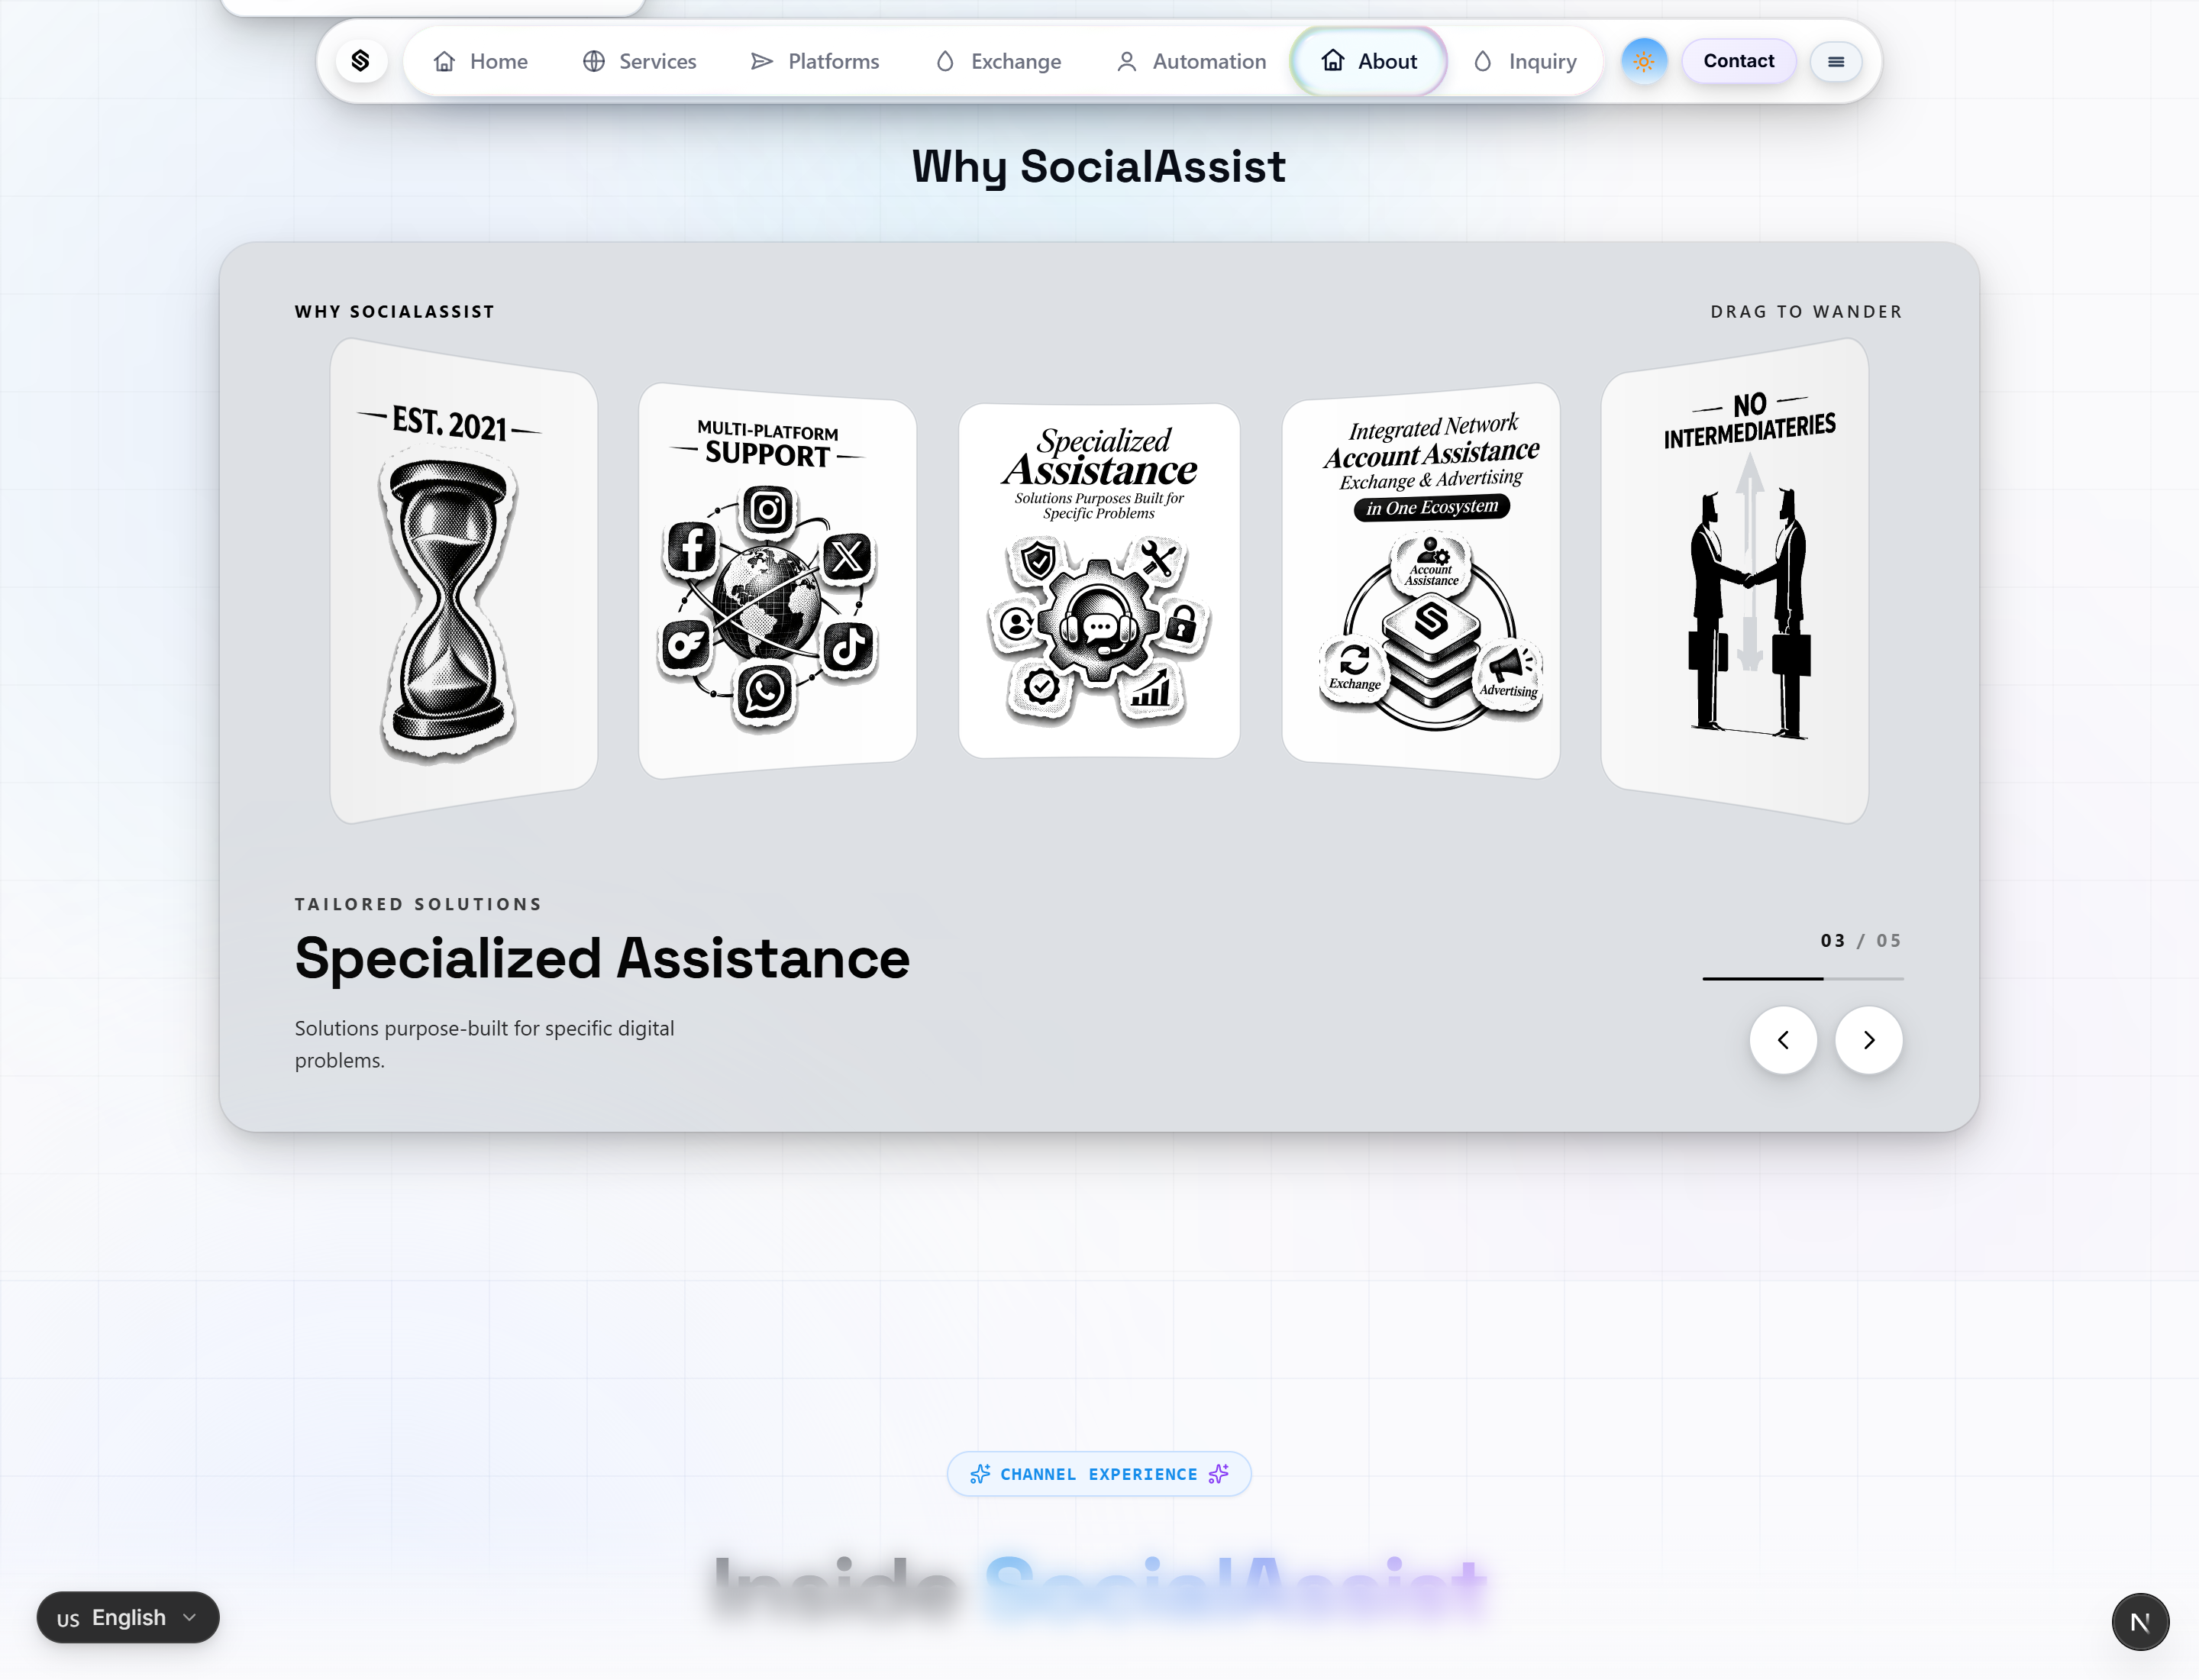 Home
Services
Platforms
Exchange
Automation
About
Inquiry
Contact
Why SocialAssist
WHY SOCIALASSIST
DRAG TO WANDER
EST. 2021
MULTI-PLATFORM
SUPPORT
Specialized
Assistance
Solutions Purposes Built for
Specific Problems
Integrated Network
Account Assistance
Exchange & Advertising
in One Ecosystem
Account
Assistance
Exchange
Advertising
NO
INTERMEDIATERIES
TAILORED SOLUTIONS
Specialized Assistance
Solutions purpose-built for specific digital
problems.
03 / 05
CHANNEL EXPERIENCE
Inside SocialAssist
US English
N